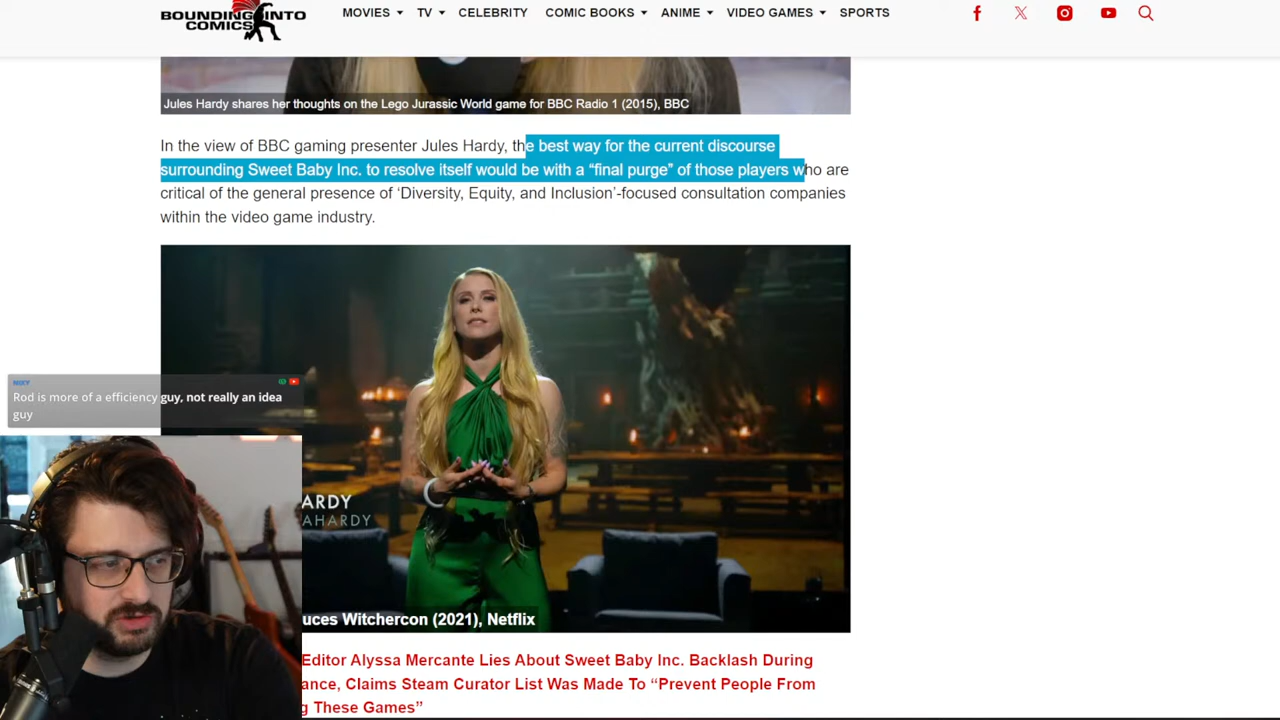 BOUNDING INTO
COMICS
MOVIES TV CELEBRITY COMIC BOOKS ANIME VIDEO GAMES SPORTS
Jules Hardy shares her thoughts on the Lego Jurassic World game for BBC Radio 1 (2015), BBC
In the view of BBC gaming presenter Jules Hardy, the best way for the current discourse
surrounding Sweet Baby Inc. to resolve itself would be with a “final purge” of those players who are
critical of the general presence of ‘Diversity, Equity, and Inclusion’-focused consultation companies
within the video game industry.
NIXY
Rod is more of a efficiency guy, not really an idea
guy
ARDY
AHARDY
uces Witchercon (2021), Netflix
Editor Alyssa Mercante Lies About Sweet Baby Inc. Backlash During
ance, Claims Steam Curator List Was Made To “Prevent People From
g These Games”